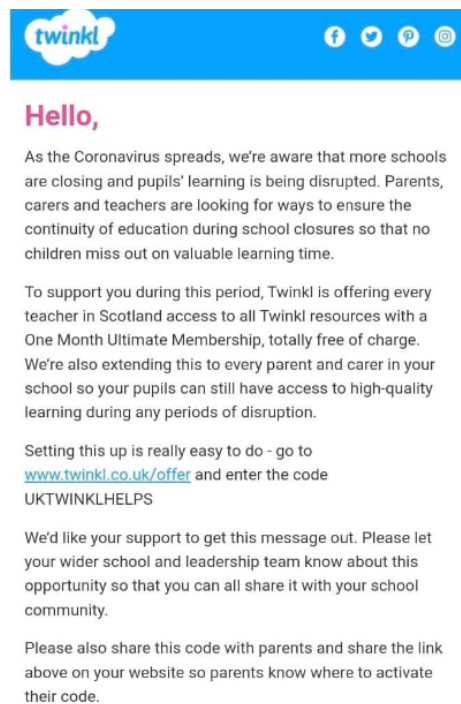 twinkl
Hello,
As the Coronavirus spreads, we're aware that more schools
are closing and pupils' learning is being disrupted. Parents,
carers and teachers are looking for ways to ensure the
continuity of education during school closures so that no
children miss out on valuable learning time.
To support you during this period, Twinkl is offering every
teacher in Scotland access to all Twinkl resources with a
One Month Ultimate Membership, totally free of charge.
We're also extending this to every parent and carer in your
school so your pupils can still have access to high-quality
learning during any periods of disruption.
Setting this up is really easy to do - go to
www.twinkl.co.uk/offer and enter the code
UKTWINKLHELPS
We'd like your support to get this message out. Please let
your wider school and leadership team know about this
opportunity so that you can all share it with your school
community.
Please also share this code with parents and share the link
above on your website so parents know where to activate
their code.